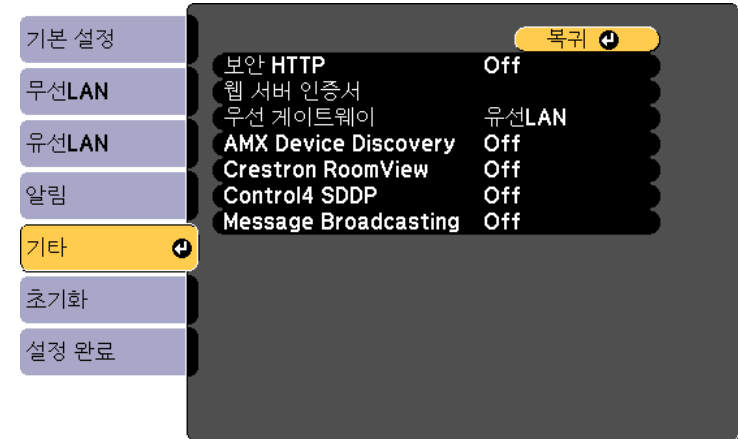 기본 설정
무선LAN
유선LAN
알림
기타
초기화
설정 완료
복귀
보안 HTTP Off
웹 서버 인증서
우선 게이트웨이 유선LAN
AMX Device Discovery Off
Crestron RoomView Off
Control4 SDDP Off
Message Broadcasting Off